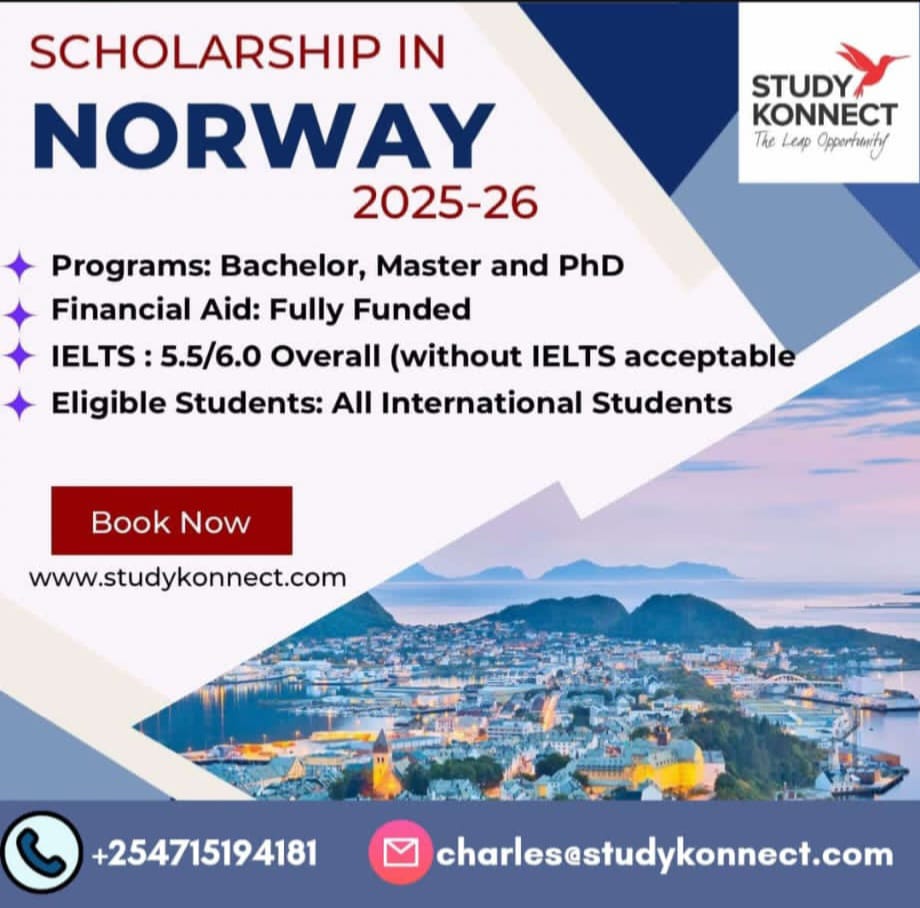 SCHOLARSHIP IN
NORWAY
2025-26
STUDY
KONNECT
The Leap Opportunity
Programs: Bachelor, Master and PhD
Financial Aid: Fully Funded
IELTS : 5.5/6.0 Overall (without IELTS acceptable
Eligible Students: All International Students
Book Now
www.studykonnect.com
+254715194181
charles@studykonnect.com